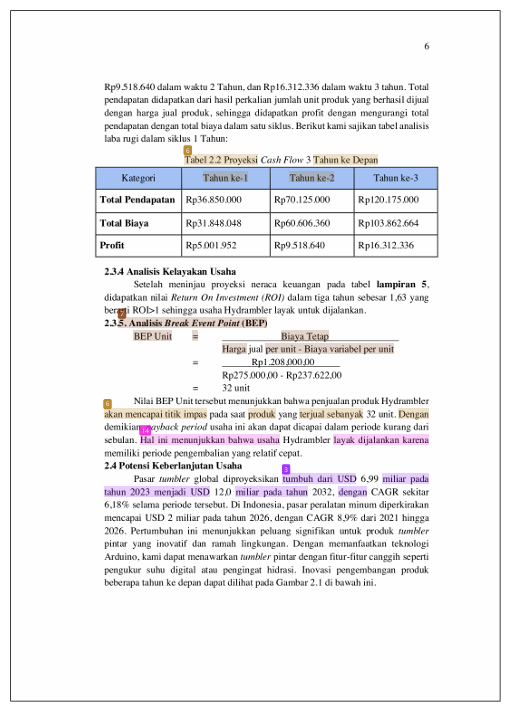 6
Rp9.518.640 dalam waktu 2 Tahun, dan Rp16.312.336 dalam waktu 3 tahun. Total
pendapatan didapatkan dari hasil perkalian jumlah unit produk yang berhasil dijual
dengan harga jual produk, sehingga didapatkan profit dengan mengurangi total
pendapatan dengan total biaya dalam satu siklus. Berikut kami sajikan tabel analisis
laba rugi dalam siklus 1 Tahun:
6
Tabel 2.2 Proyeksi Cash Flow 3 Tahun ke Depan
Kategori Tahun ke-1 Tahun ke-2 Tahun ke-3
Total Pendapatan Rp36.850.000 Rp70.125.000 Rp120.175.000
Total Biaya Rp31.848.048 Rp60.606.360 Rp103.862.664
Profit Rp5.001.952 Rp9.518.640 Rp16.312.336
2.3.4 Analisis Kelayakan Usaha
Setelah meninjau proyeksi neraca keuangan pada tabel lampiran 5,
didapatkan nilai Return On Investment (ROI) dalam tiga tahun sebesar 1,63 yang
berarti ROI>1 sehingga usaha Hydrambler layak untuk dijalankan.
2.3.5. Analisis Break Event Point (BEP)
BEP Unit = Biaya Tetap
Harga jual per unit - Biaya variabel per unit
= Rp1.208.000,00
Rp275.000,00 - Rp237.622,00
= 32 unit
6
Nilai BEP Unit tersebut menunjukkan bahwa penjualan produk Hydrambler
akan mencapai titik impas pada saat produk yang terjual sebanyak 32 unit. Dengan
demikian payback period usaha ini akan dapat dicapai dalam periode kurang dari
14
sebulan. Hal ini menunjukkan bahwa usaha Hydrambler layak dijalankan karena
memiliki periode pengembalian yang relatif cepat.
2.4 Potensi Keberlanjutan Usaha
3
Pasar tumbler global diproyeksikan tumbuh dari USD 6,99 miliar pada
tahun 2023 menjadi USD 12,0 miliar pada tahun 2032, dengan CAGR sekitar
6,18% selama periode tersebut. Di Indonesia, pasar peralatan minum diperkirakan
mencapai USD 2 miliar pada tahun 2026, dengan CAGR 8,9% dari 2021 hingga
2026. Pertumbuhan ini menunjukkan peluang signifikan untuk produk tumbler
pintar yang inovatif dan ramah lingkungan. Dengan memanfaatkan teknologi
Arduino, kami dapat menawarkan tumbler pintar dengan fitur-fitur canggih seperti
pengukur suhu digital atau pengingat hidrasi. Inovasi pengembangan produk
beberapa tahun ke depan dapat dilihat pada Gambar 2.1 di bawah ini.